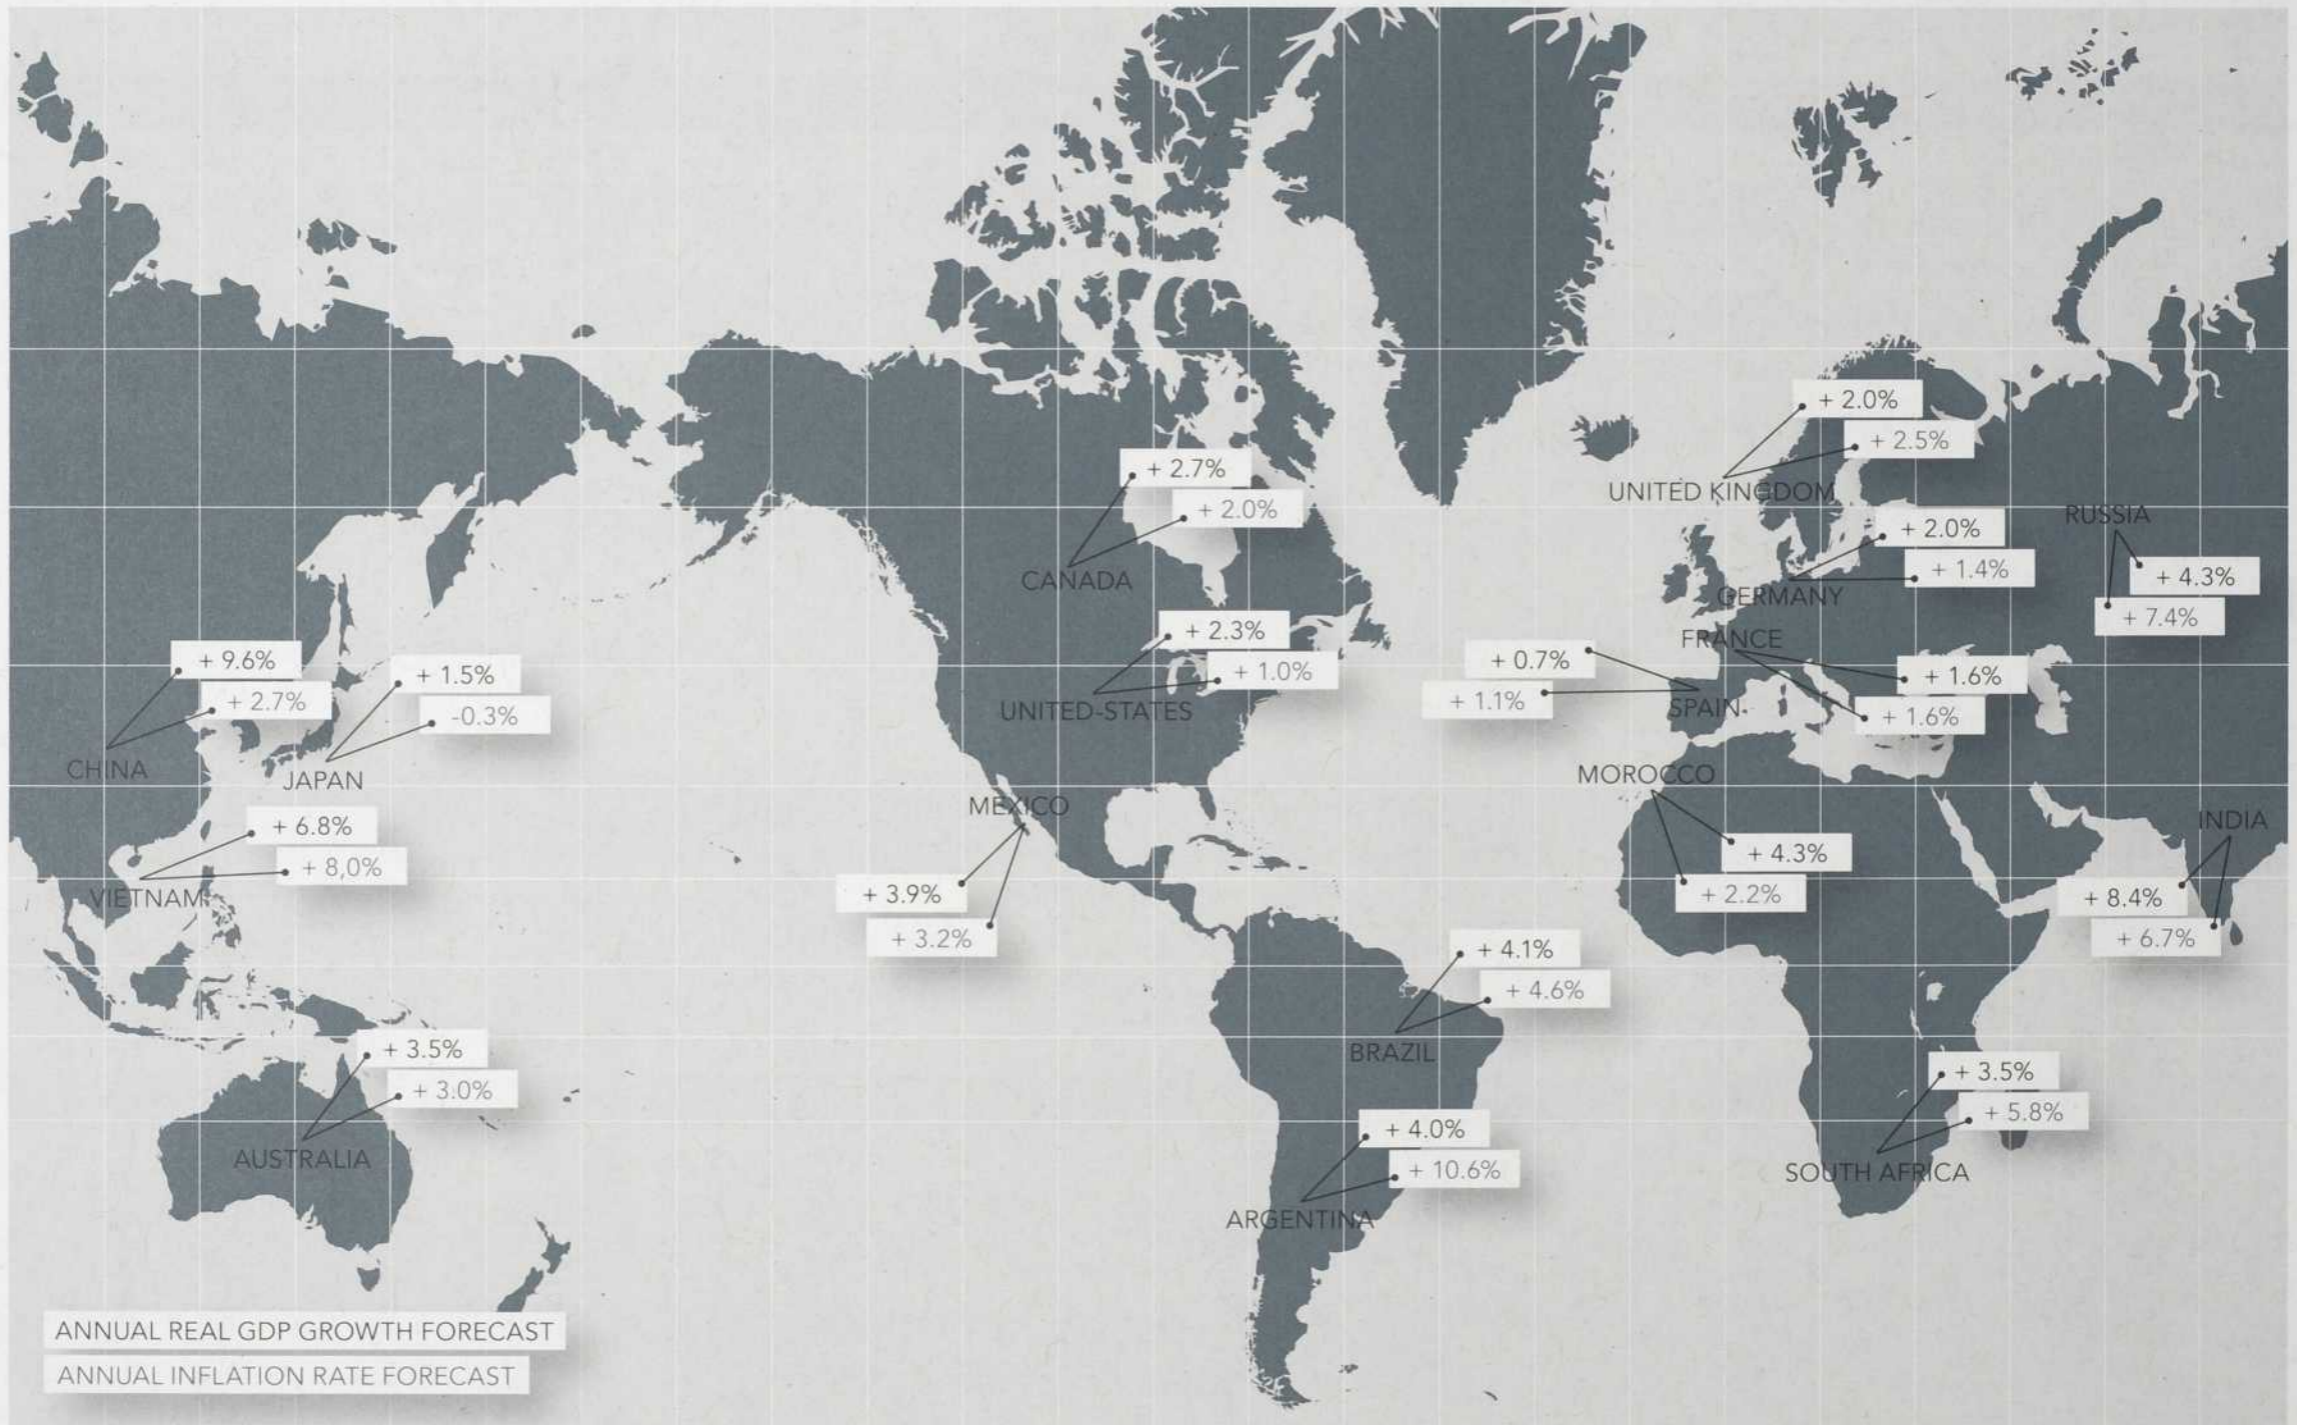 + 2.0%
+ 2.5%
UNITED KINGDOM
+ 2.7%
+ 2.0%
CANADA
RUSSIA
+ 4.3%
+ 7.4%
+ 2.0%
+ 1.4%
GERMANY
+ 2.3%
+ 1.0%
UNITED-STATES
FRANCE
+ 1.6%
+ 1.6%
+ 0.7%
+ 1.1%
SPAIN
+ 9.6%
+ 2.7%
CHINA
+ 1.5%
-0.3%
JAPAN
MOROCCO
+ 4.3%
+ 2.2%
MEXICO
+ 3.9%
+ 3.2%
INDIA
+ 8.4%
+ 6.7%
+ 6.8%
+ 8,0%
VIETNAM
+ 4.1%
+ 4.6%
BRAZIL
+ 3.5%
+ 3.0%
AUSTRALIA
+ 3.5%
+ 5.8%
SOUTH AFRICA
+ 4.0%
+ 10.6%
ARGENTINA
ANNUAL REAL GDP GROWTH FORECAST
ANNUAL INFLATION RATE FORECAST